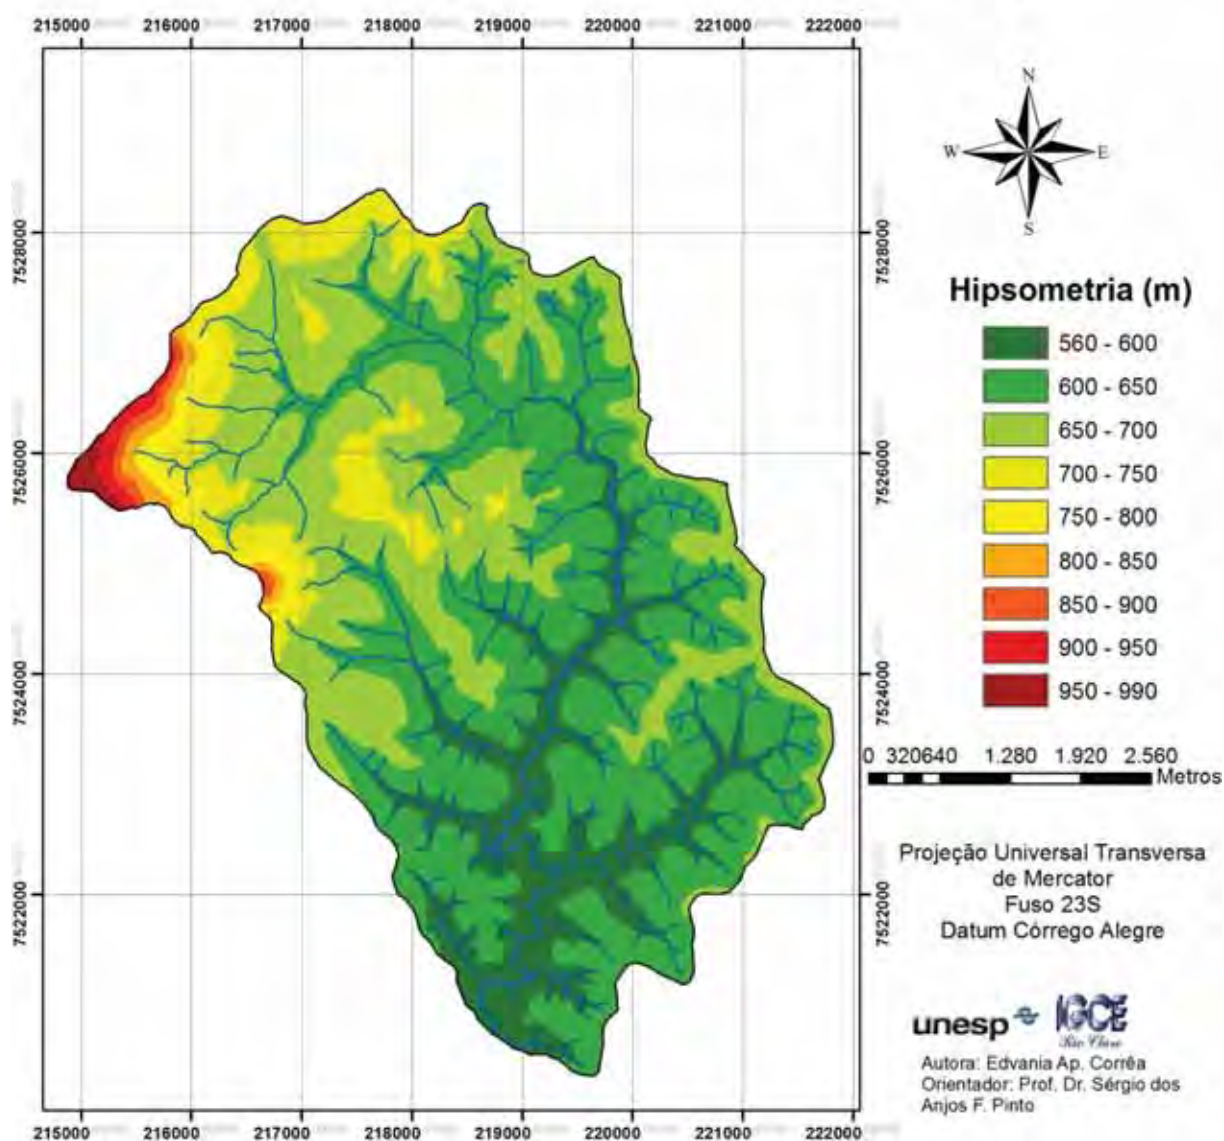 215000 216000 217000 218000 219000 220000 221000 222000
7528000
7526000
7524000
7522000
7528000
7526000
7524000
7522000
215000 216000 217000 218000 219000 220000 221000 222000
N
W E
S
Hipsometria (m)
560 - 600
600 - 650
650 - 700
700 - 750
750 - 800
800 - 850
850 - 900
900 - 950
950 - 990
0 320640 1.280 1.920 2.560
Metros
Projeção Universal Transversa
de Mercator
Fuso 23S
Datum Córrego Alegre
unesp IGCE
Rio Claro
Autora: Edvania Ap. Corrêa
Orientador: Prof. Dr. Sérgio dos
Anjos F. Pinto